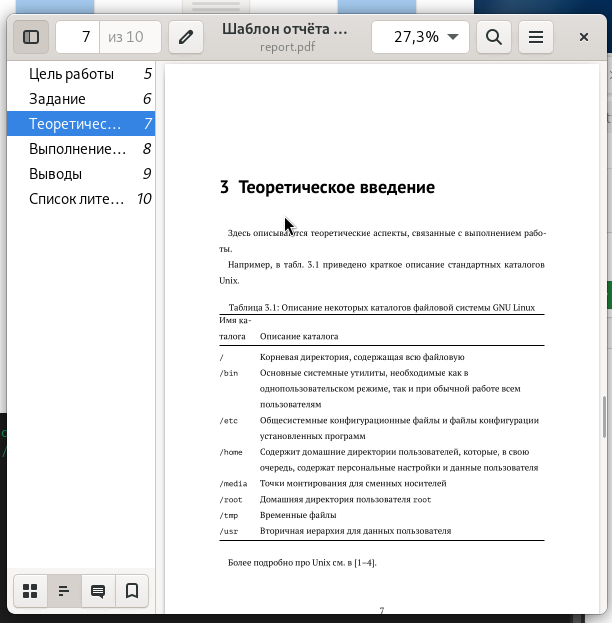 7 из 10
Шаблон отчёта ...
report.pdf
27,3%
Цель работы 5
Задание 6
Теоретичес... 7
Выполнение... 8
Выводы 9
Список лите... 10
3 Теоретическое введение
Здесь описываются теоретические аспекты, связанные с выполнением рабо-
ты.
Например, в табл. 3.1 приведено краткое описание стандартных каталогов
Unix.
Таблица 3.1: Описание некоторых каталогов файловой системы GNU Linux
Имя ка-
талога Описание каталога
/ Корневая директория, содержащая всю файловую
/bin Основные системные утилиты, необходимые как в
однопользовательском режиме, так и при обычной работе всем
пользователям
/etc Общесистемные конфигурационные файлы и файлы конфигурации
установленных программ
/home Содержит домашние директории пользователей, которые, в свою
очередь, содержат персональные настройки и данные пользователя
/media Точки монтирования для сменных носителей
/root Домашняя директория пользователя root
/tmp Временные файлы
/usr Вторичная иерархия для данных пользователя
Более подробно про Unix см. в [1–4].
7